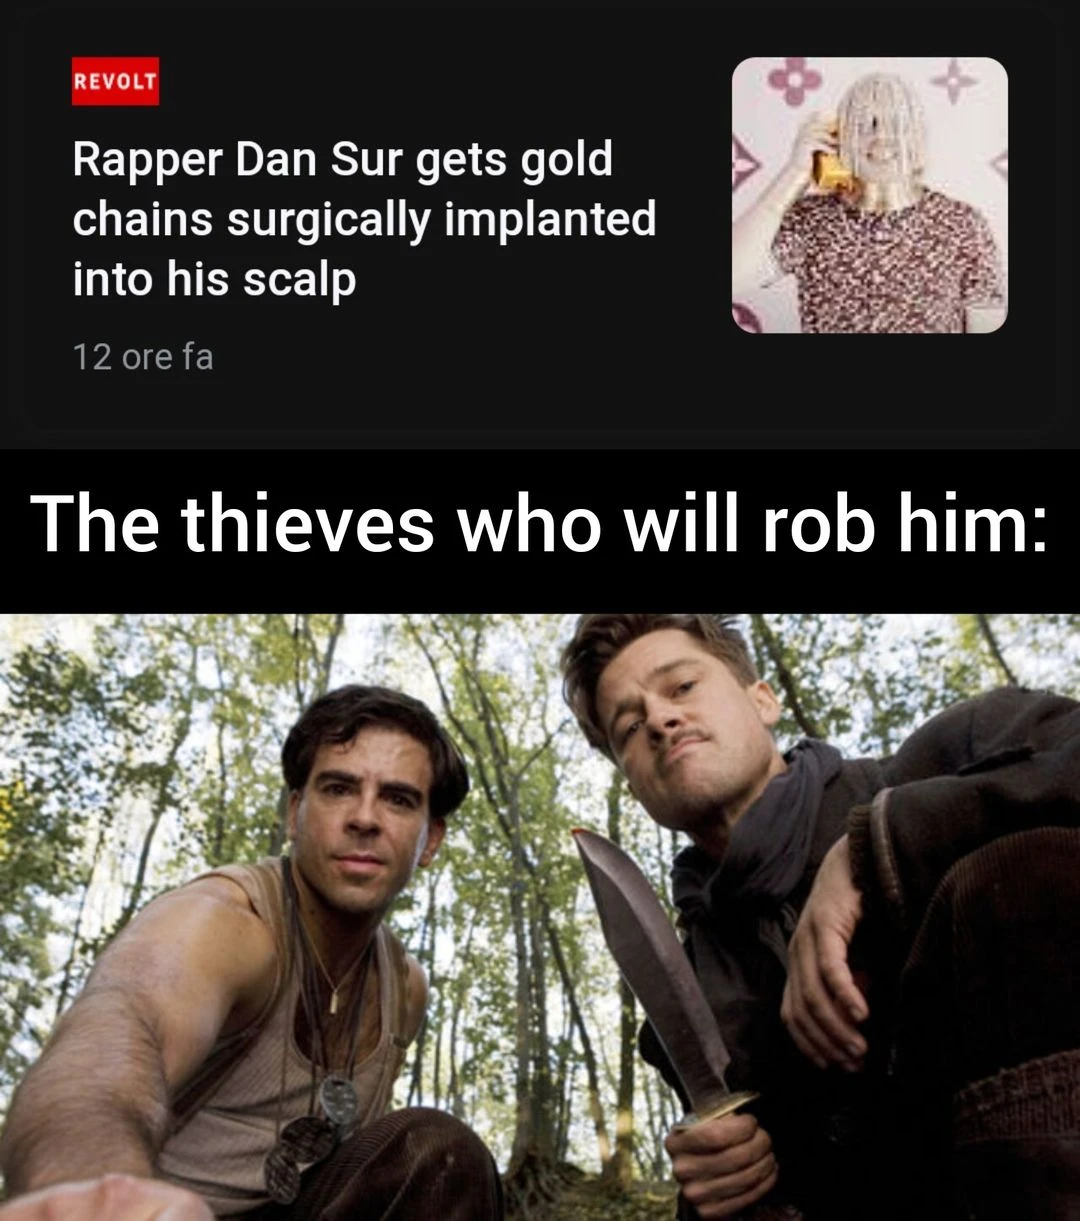 REVOLT
Rapper Dan Sur gets gold
chains surgically implanted
into his scalp
12 ore fa
The thieves who will rob him: